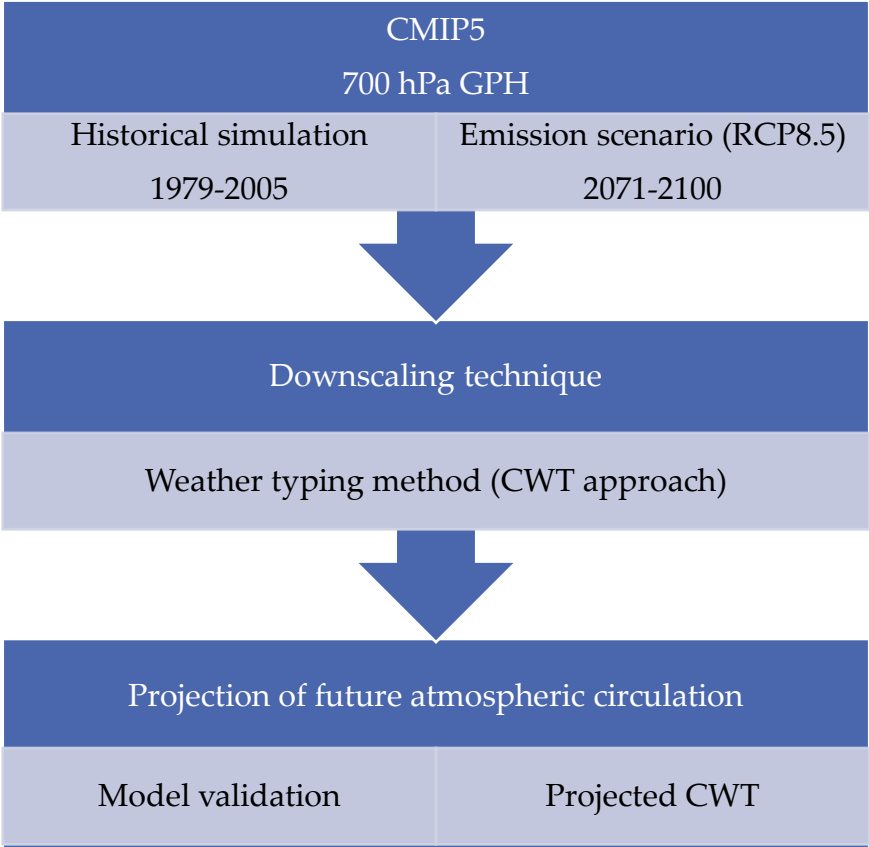 CMIP5
700 hPa GPH
Historical simulation
1979-2005
Emission scenario (RCP8.5)
2071-2100
Downscaling technique
Weather typing method (CWT approach)
Projection of future atmospheric circulation
Model validation
Projected CWT